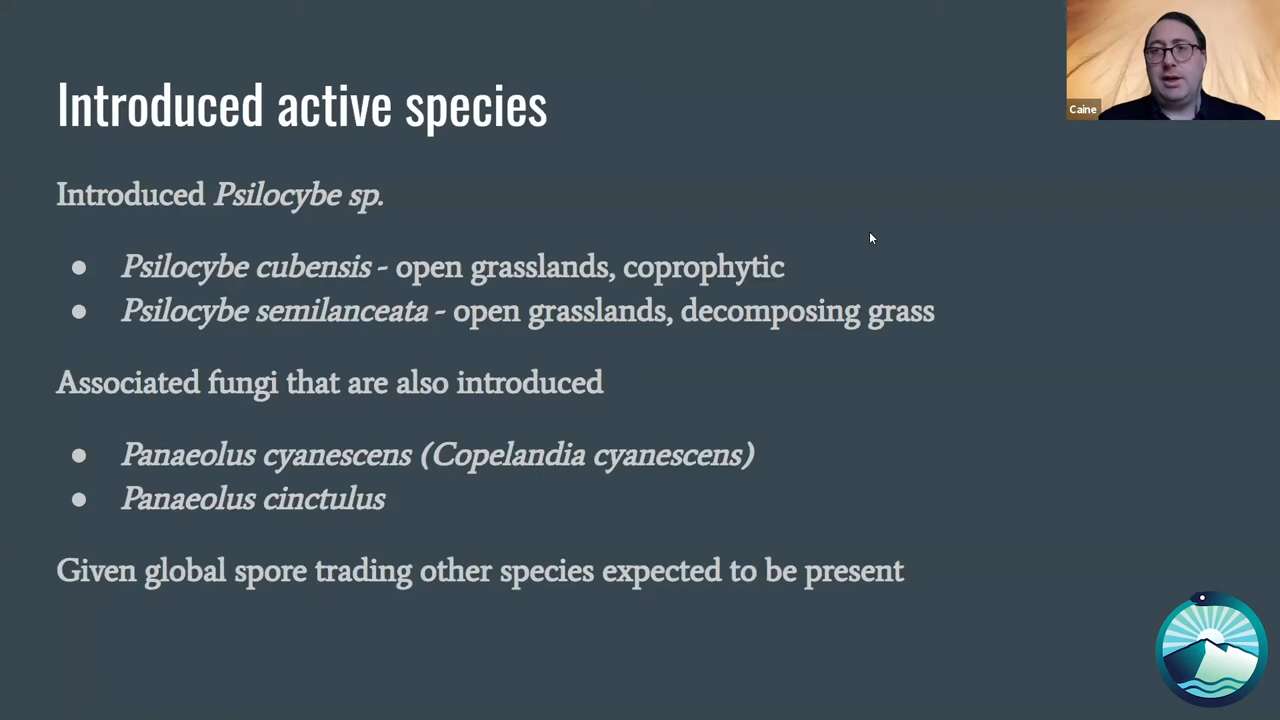 Caine
Introduced active species
Introduced Psilocybe sp.
● Psilocybe cubensis - open grasslands, coprophytic
● Psilocybe semilanceata - open grasslands, decomposing grass
Associated fungi that are also introduced
● Panaeolus cyanescens (Copelandia cyanescens)
● Panaeolus cinctulus
Given global spore trading other species expected to be present